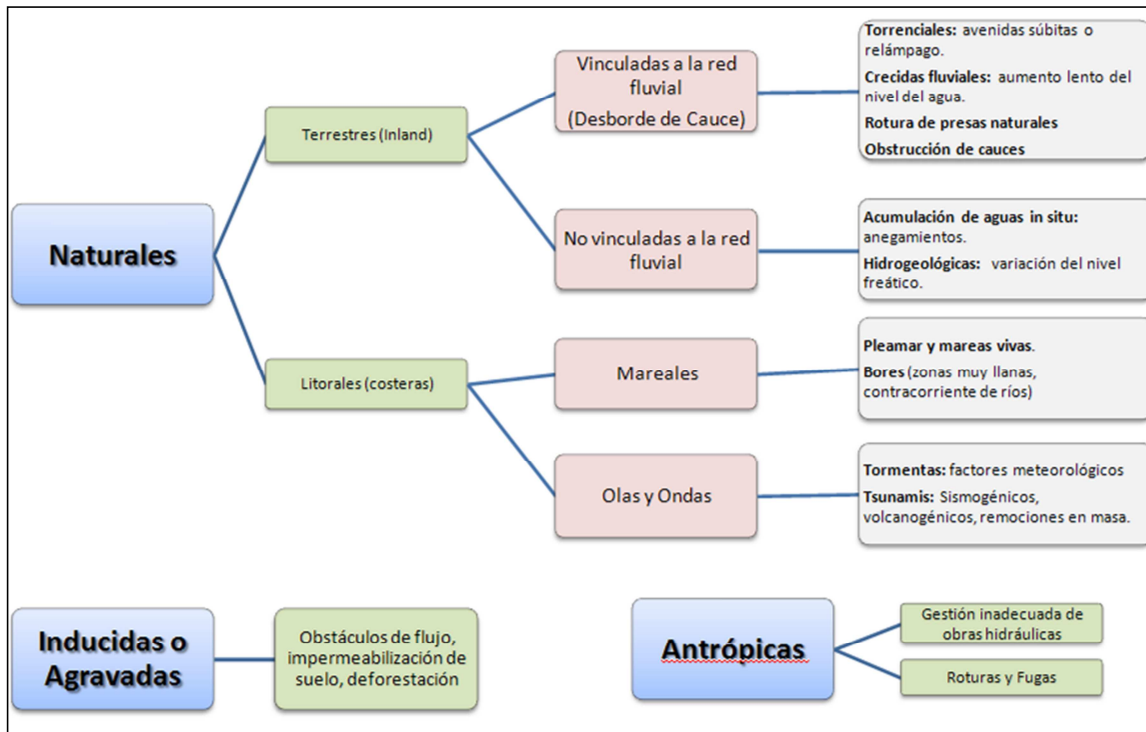 Naturales
Terrestres (Inland)
Vinculadas a la red
fluvial
(Desborde de Cauce)
Torrenciales: avenidas súbitas o
relámpago.
Crecidas fluviales: aumento lento del
nivel del agua.
Rotura de presas naturales
Obstrucción de cauces
No vinculadas a la red
fluvial
Acumulación de aguas in situ:
anegamientos.
Hidrogeológicas: variación del nivel
freático.
Litorales (costeras)
Mareales
Pleamar y mareas vivas.
Bores (zonas muy llanas,
contracorriente de ríos)
Olas y Ondas
Tormentas: factores meteorológicos
Tsunamis: Sismogénicos,
volcanogénicos, remociones en masa.
Inducidas o
Agravadas
Obstáculos de flujo,
impermeabilización de
suelo, deforestación
Antrópicas
Gestión inadecuada de
obras hidráulicas
Roturas y Fugas